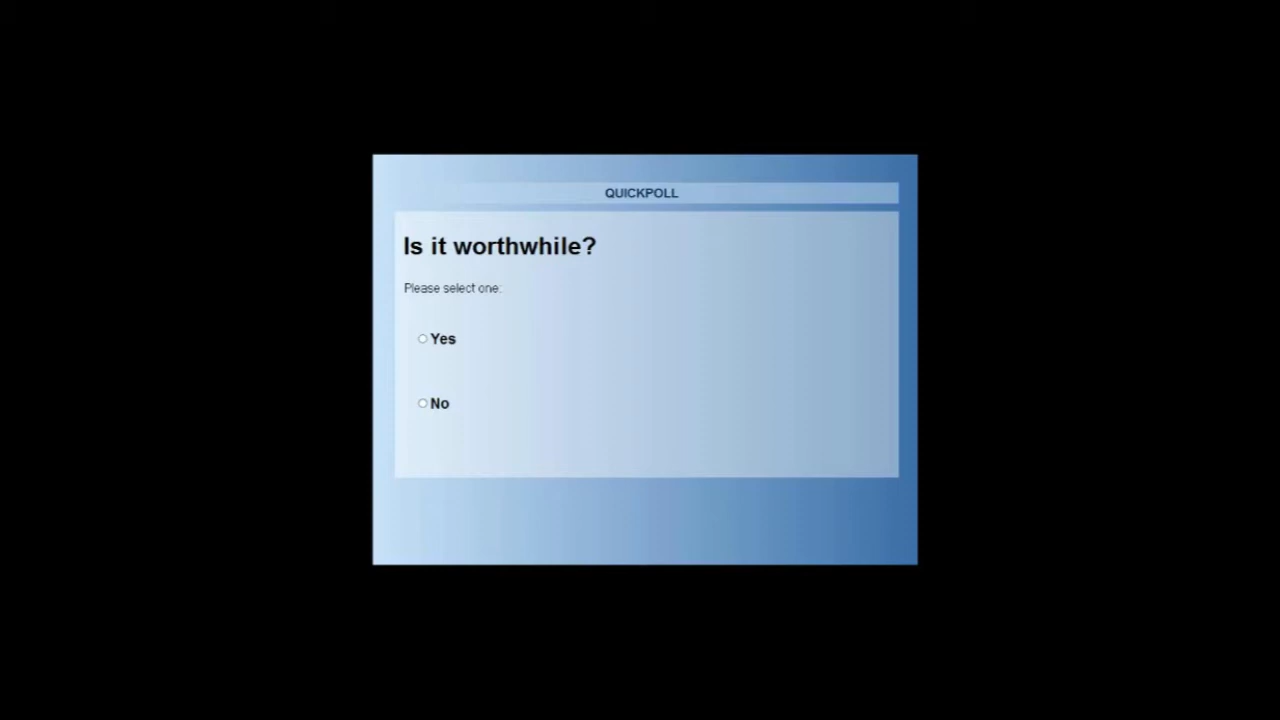 QUICKPOLL
Is it worthwhile?
Please select one:
Yes
No